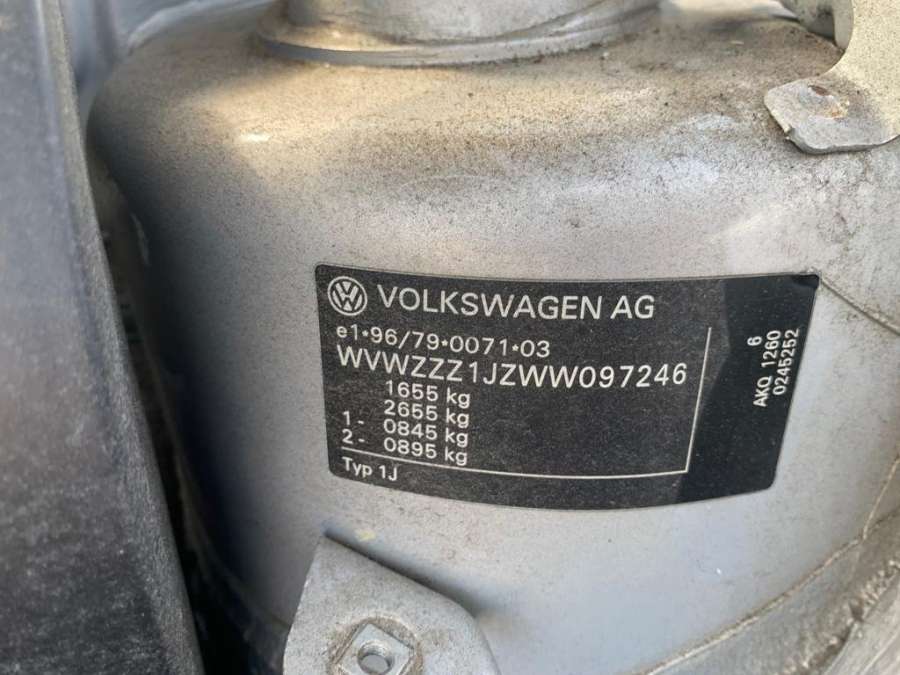 VOLKSWAGEN AG
e1*96/79*0071*03
WVWZZZ1JZWW097246
1655 kg
2655 kg
1- 0845 kg
2- 0895 kg
Typ 1J
6
AKQ 1260
0245252